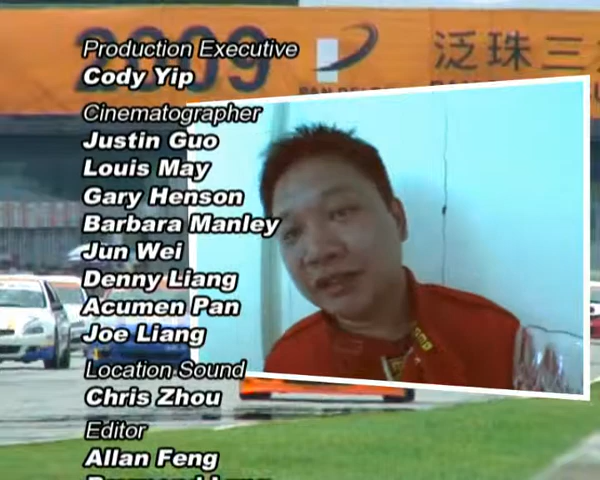 2009
泛珠三
Production Executive
Cody Yip
Cinematographer
Justin Guo
Louis May
Gary Henson
Barbara Manley
Jun Wei
Denny Liang
Acumen Pan
Joe Liang
Location Sound
Chris Zhou
Editor
Allan Feng